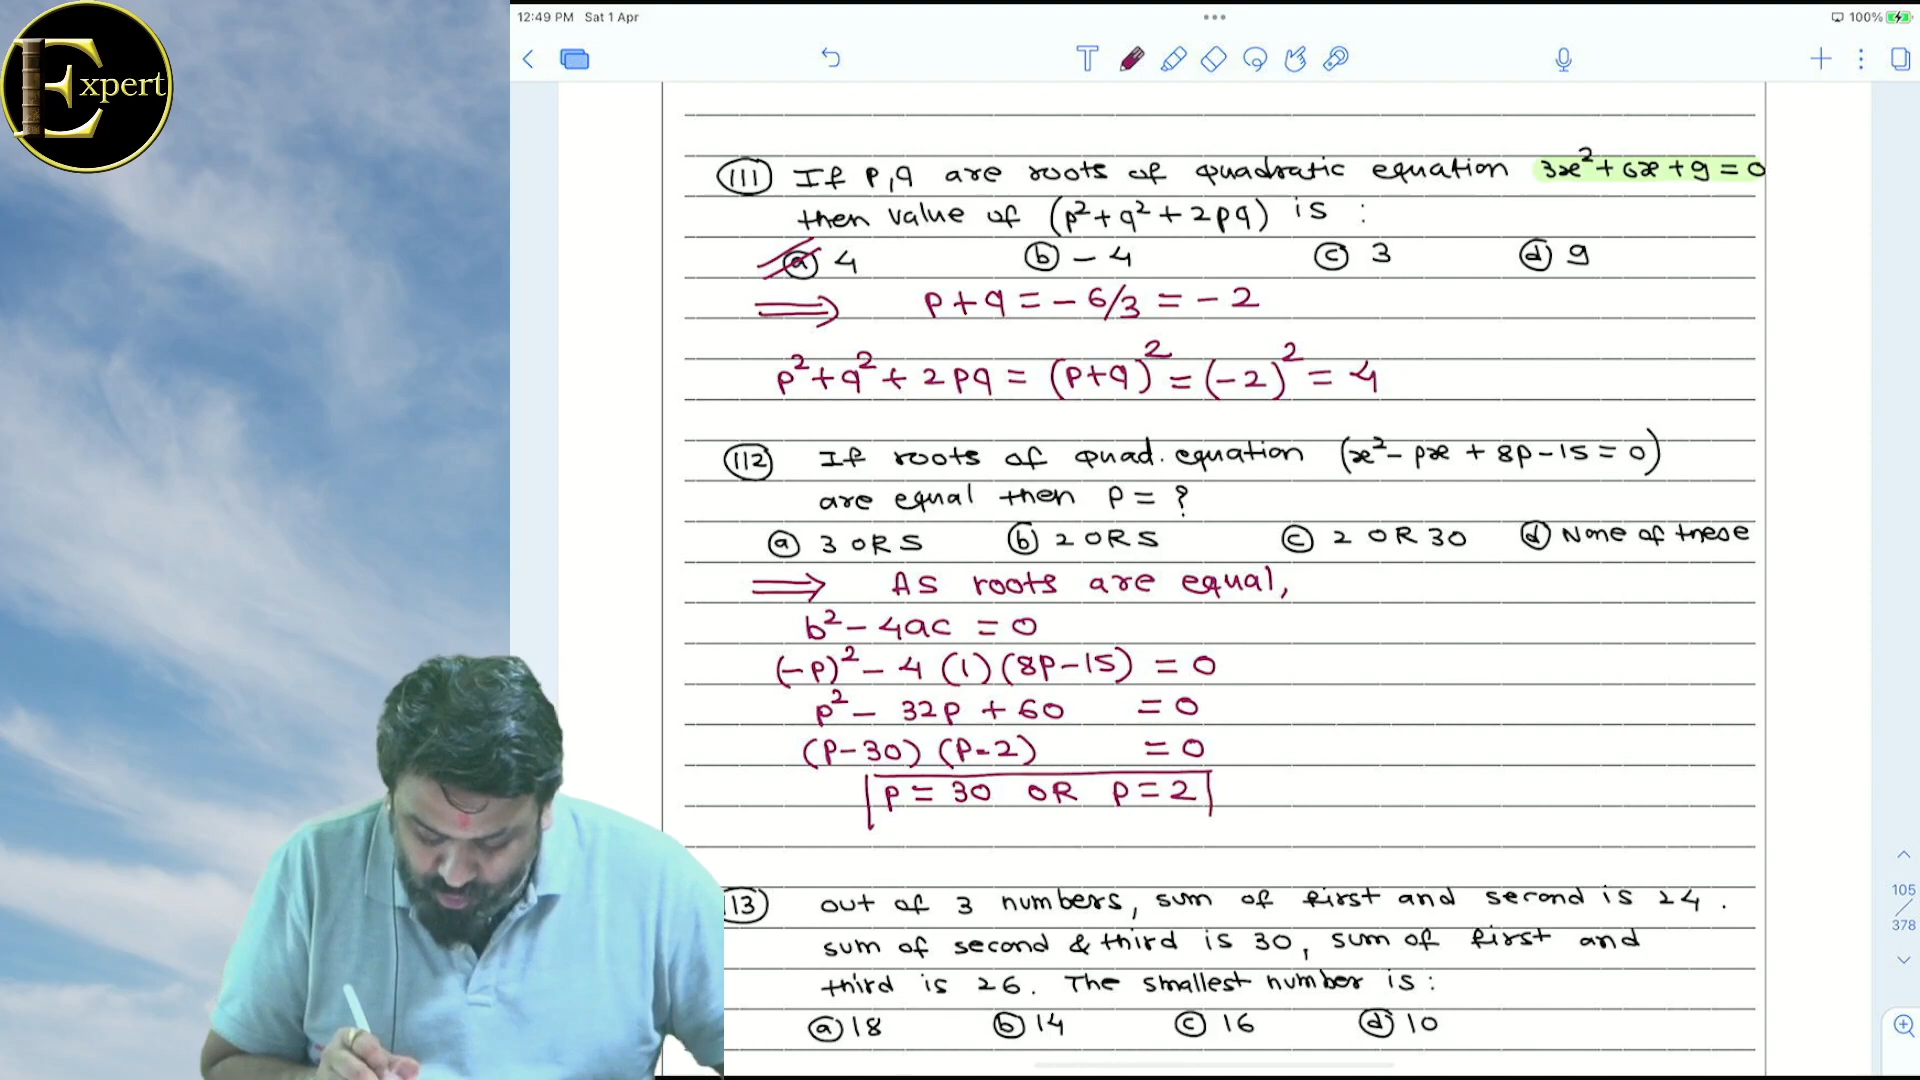 Expert
12:49 PM Sat 1 Apr
100%
(111) If p,q are roots of quadratic equation 3x²+6x+9=0
then value of (p²+q²+2pq) is :
(a) 4 (b) -4 (c) 3 (d) 9
⟹ p+q = -6/3 = -2
p²+q²+2pq = (p+q)² = (-2)² = 4
(112) If roots of quad. equation (x²-px+8p-15=0)
are equal then p = ?
(a) 3 OR 5 (b) 2 OR 5 (c) 2 OR 30 (d) None of these
⟹ As roots are equal,
b²-4ac = 0
(-p)²-4(1)(8p-15) = 0
p²-32p+60 = 0
(p-30)(p-2) = 0
p = 30 OR p = 2
13) out of 3 numbers, sum of first and second is 24.
sum of second & third is 30, sum of first and
third is 26. The smallest number is :
(a) 18 (b) 14 (c) 16 (d) 10
105
/
378